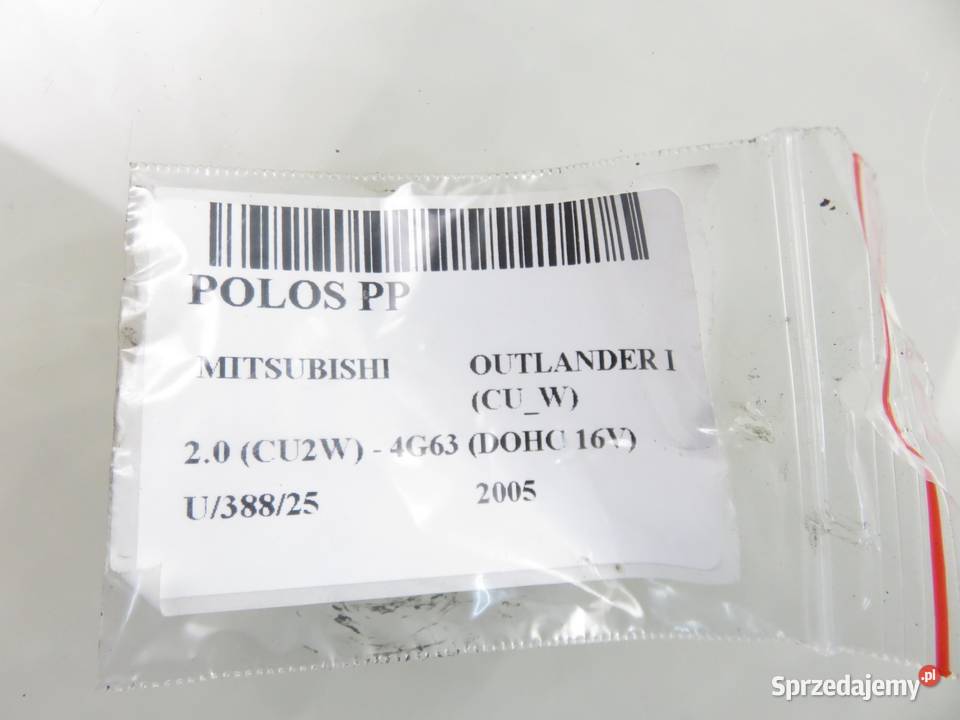 POLOS PP
MITSUBISHI OUTLANDER I
(CU_W)
2.0 (CU2W) - 4G63 (DOHC 16V)
U/388/25 2005
Sprzedajemy.pl